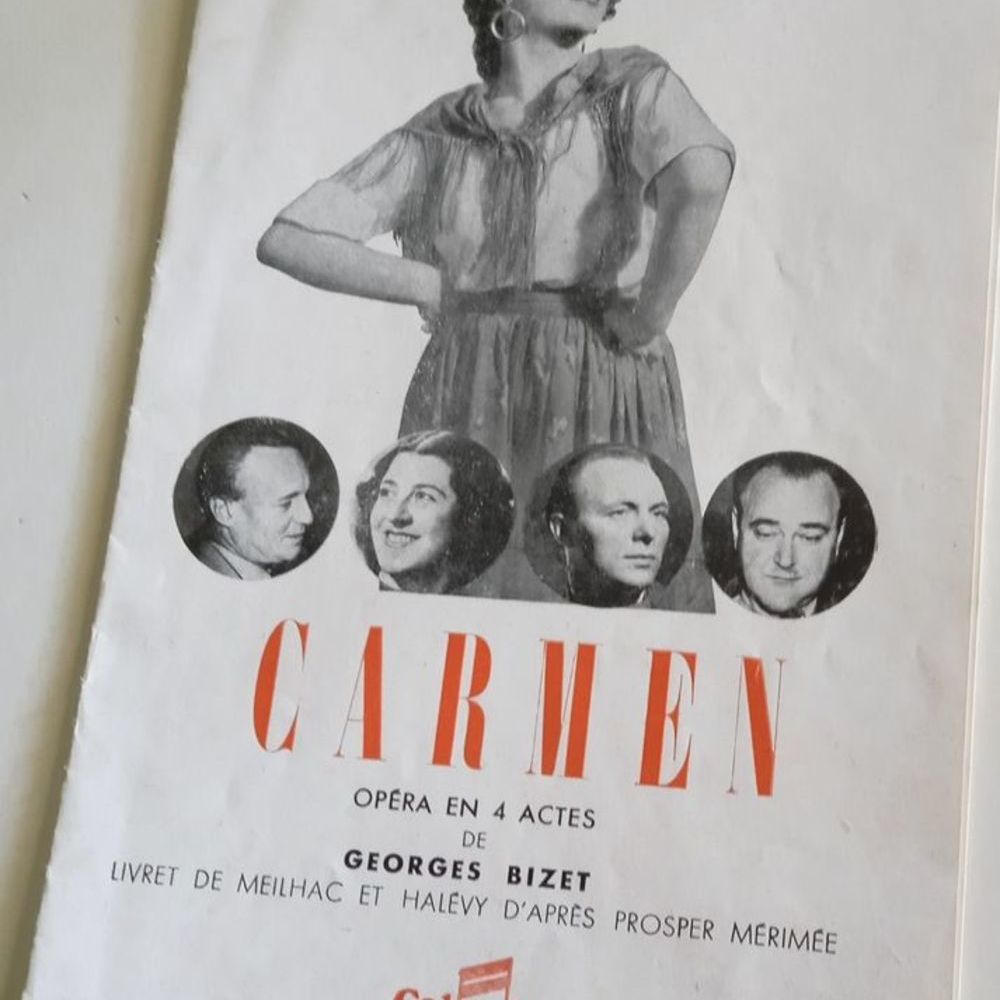 CARMEN
OPÉRA EN 4 ACTES
DE
GEORGES BIZET
LIVRET DE MEILHAC ET HALÉVY D'APRÈS PROSPER MÉRIMÉE